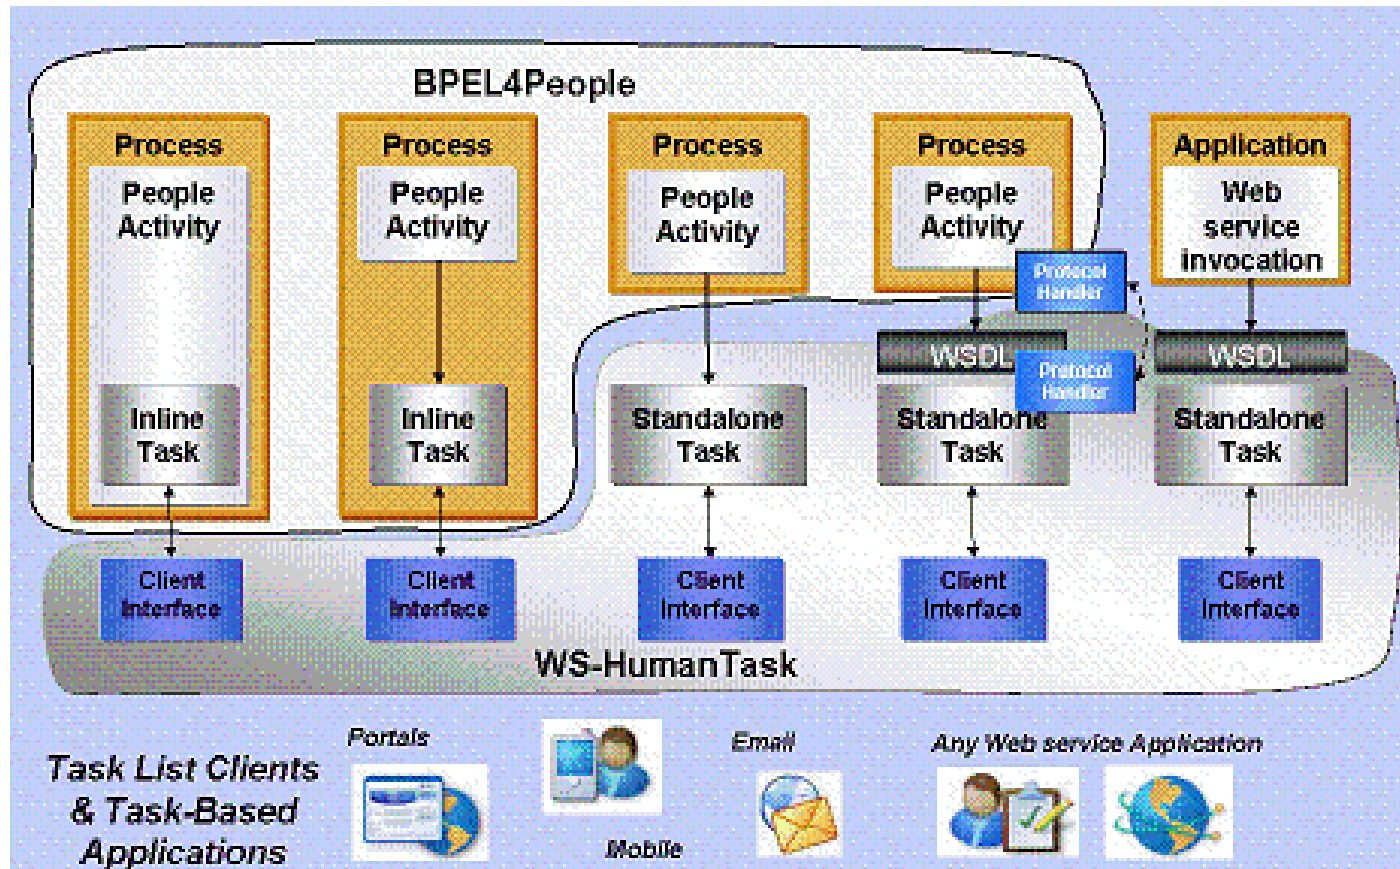 BPEL4People
Process
People
Activity
Inline
Task
Client
Interface
Process
People
Activity
Inline
Task
Client
Interface
Process
People
Activity
Standalone
Task
Client
Interface
Process
People
Activity
Protocol
Handler
WSDL
Protocol
Handler
Standalone
Task
Client
Interface
Application
Web
service
invocation
WSDL
Standalone
Task
Client
Interface
WS-HumanTask
Task List Clients
& Task-Based
Applications
Portals
Mobile
Email
Any Web service Application